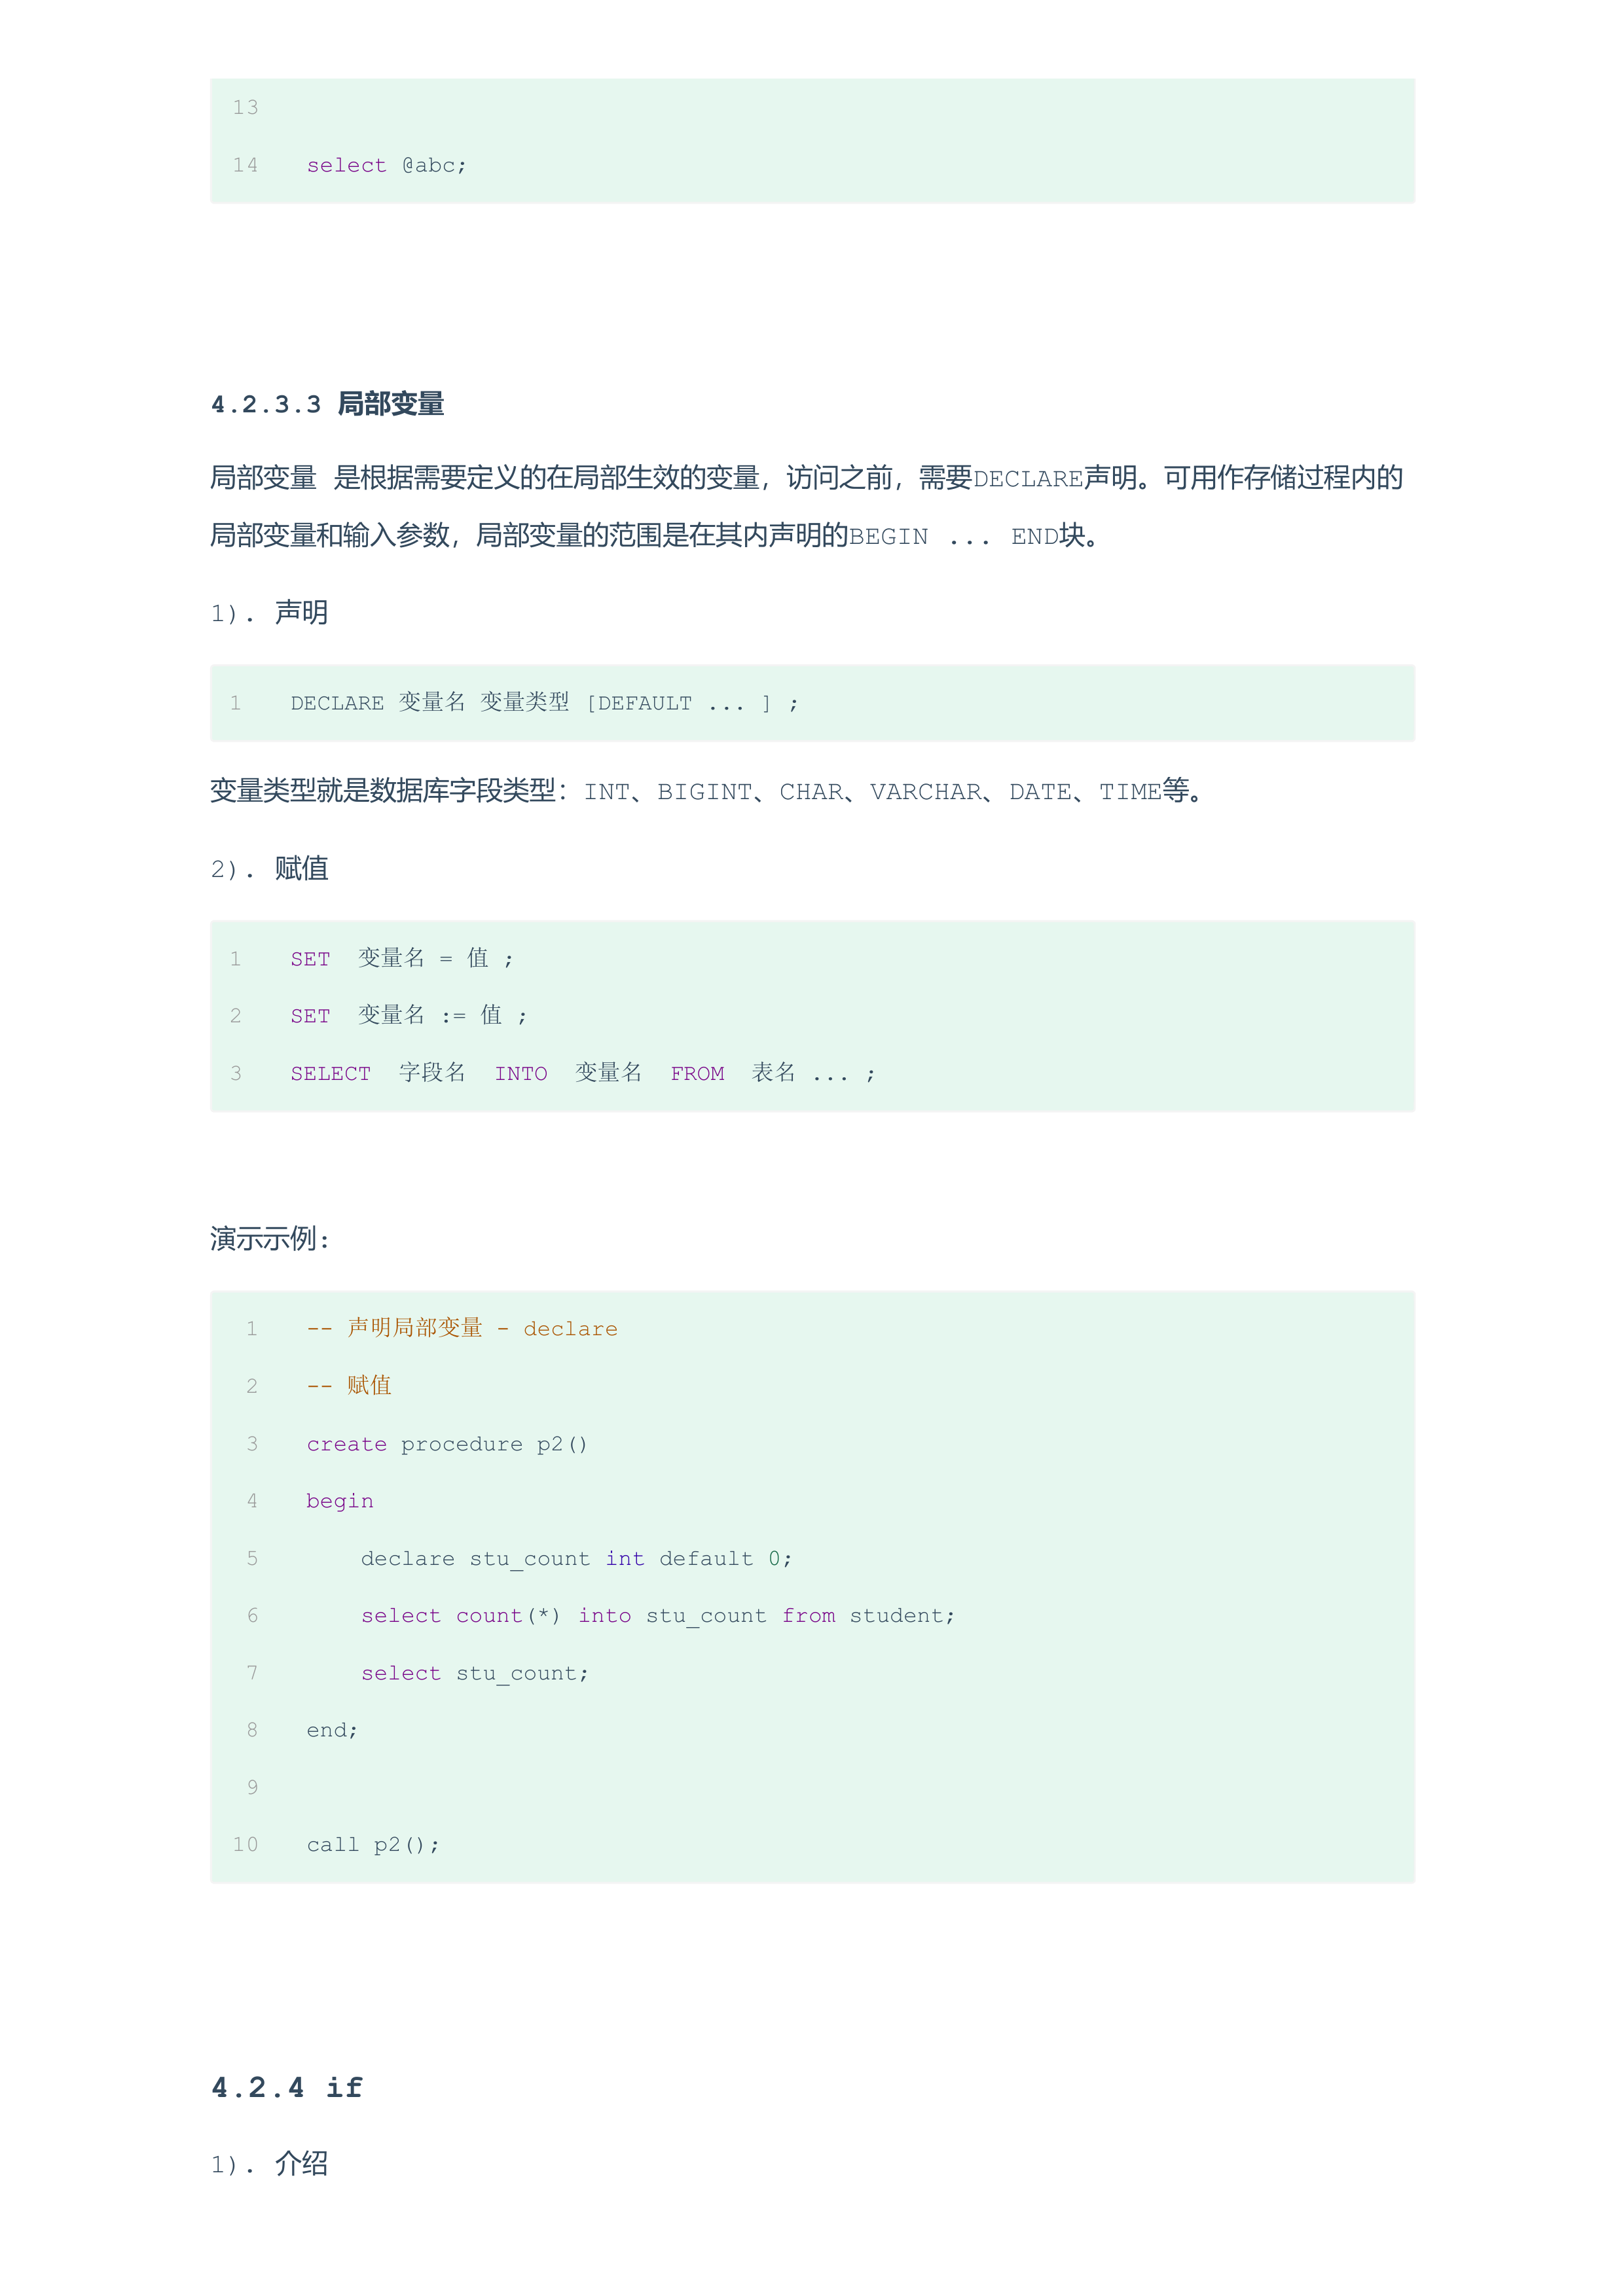 13
14 select @abc;
4.2.3.3 局部变量
局部变量 是根据需要定义的在局部生效的变量，访问之前，需要DECLARE声明。可用作存储过程内的
局部变量和输入参数，局部变量的范围是在其内声明的BEGIN ... END块。
1). 声明
1 DECLARE 变量名 变量类型 [DEFAULT ... ] ;
变量类型就是数据库字段类型：INT、BIGINT、CHAR、VARCHAR、DATE、TIME等。
2). 赋值
1 SET 变量名 = 值 ;
2 SET 变量名 := 值 ;
3 SELECT 字段名 INTO 变量名 FROM 表名 ... ;
演示示例:
1 -- 声明局部变量 - declare
2 -- 赋值
3 create procedure p2()
4 begin
5     declare stu_count int default 0;
6     select count(*) into stu_count from student;
7     select stu_count;
8 end;
9
10 call p2();
4.2.4 if
1). 介绍